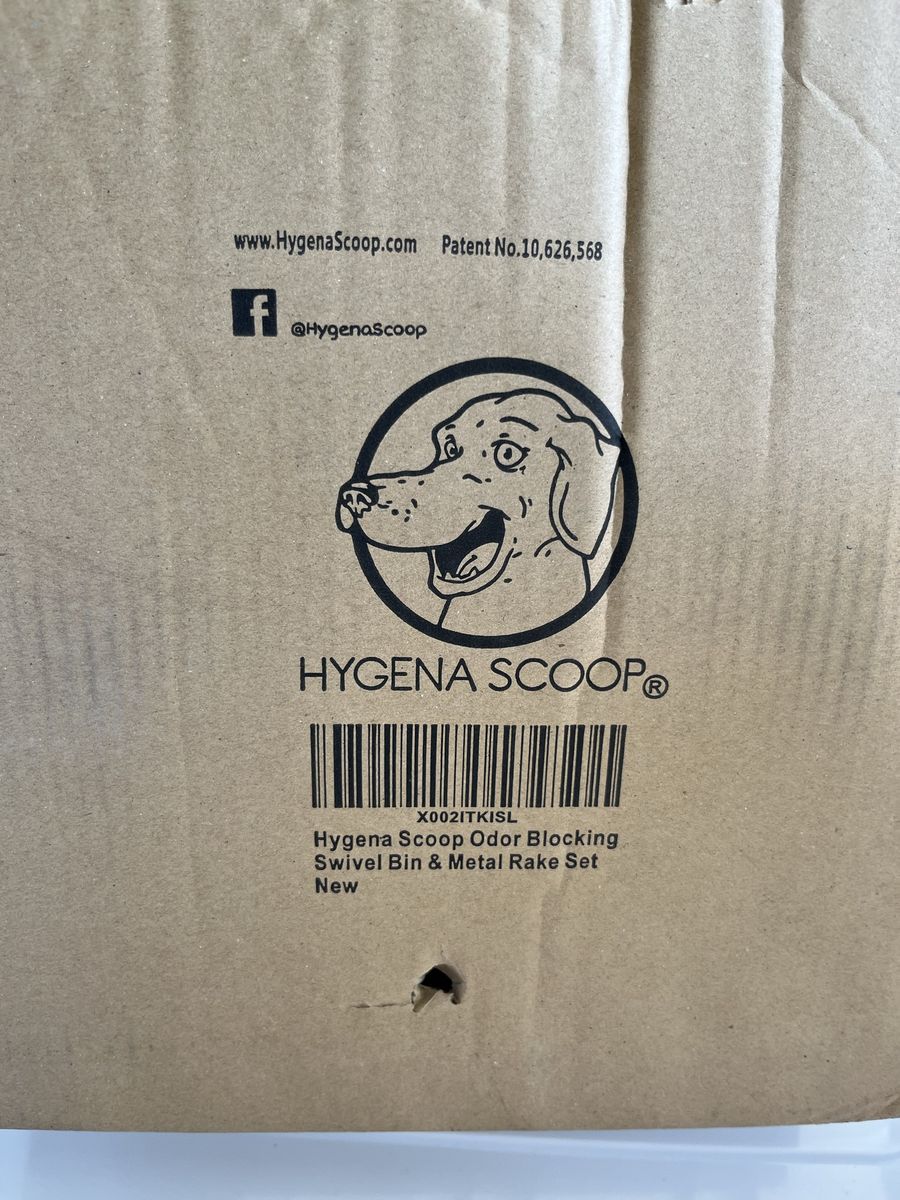 www.HygenaScoop.com Patent No.10,626,568
f @HygenaScoop
HYGENA SCOOP®
X002ITKISL
Hygena Scoop Odor Blocking
Swivel Bin & Metal Rake Set
New